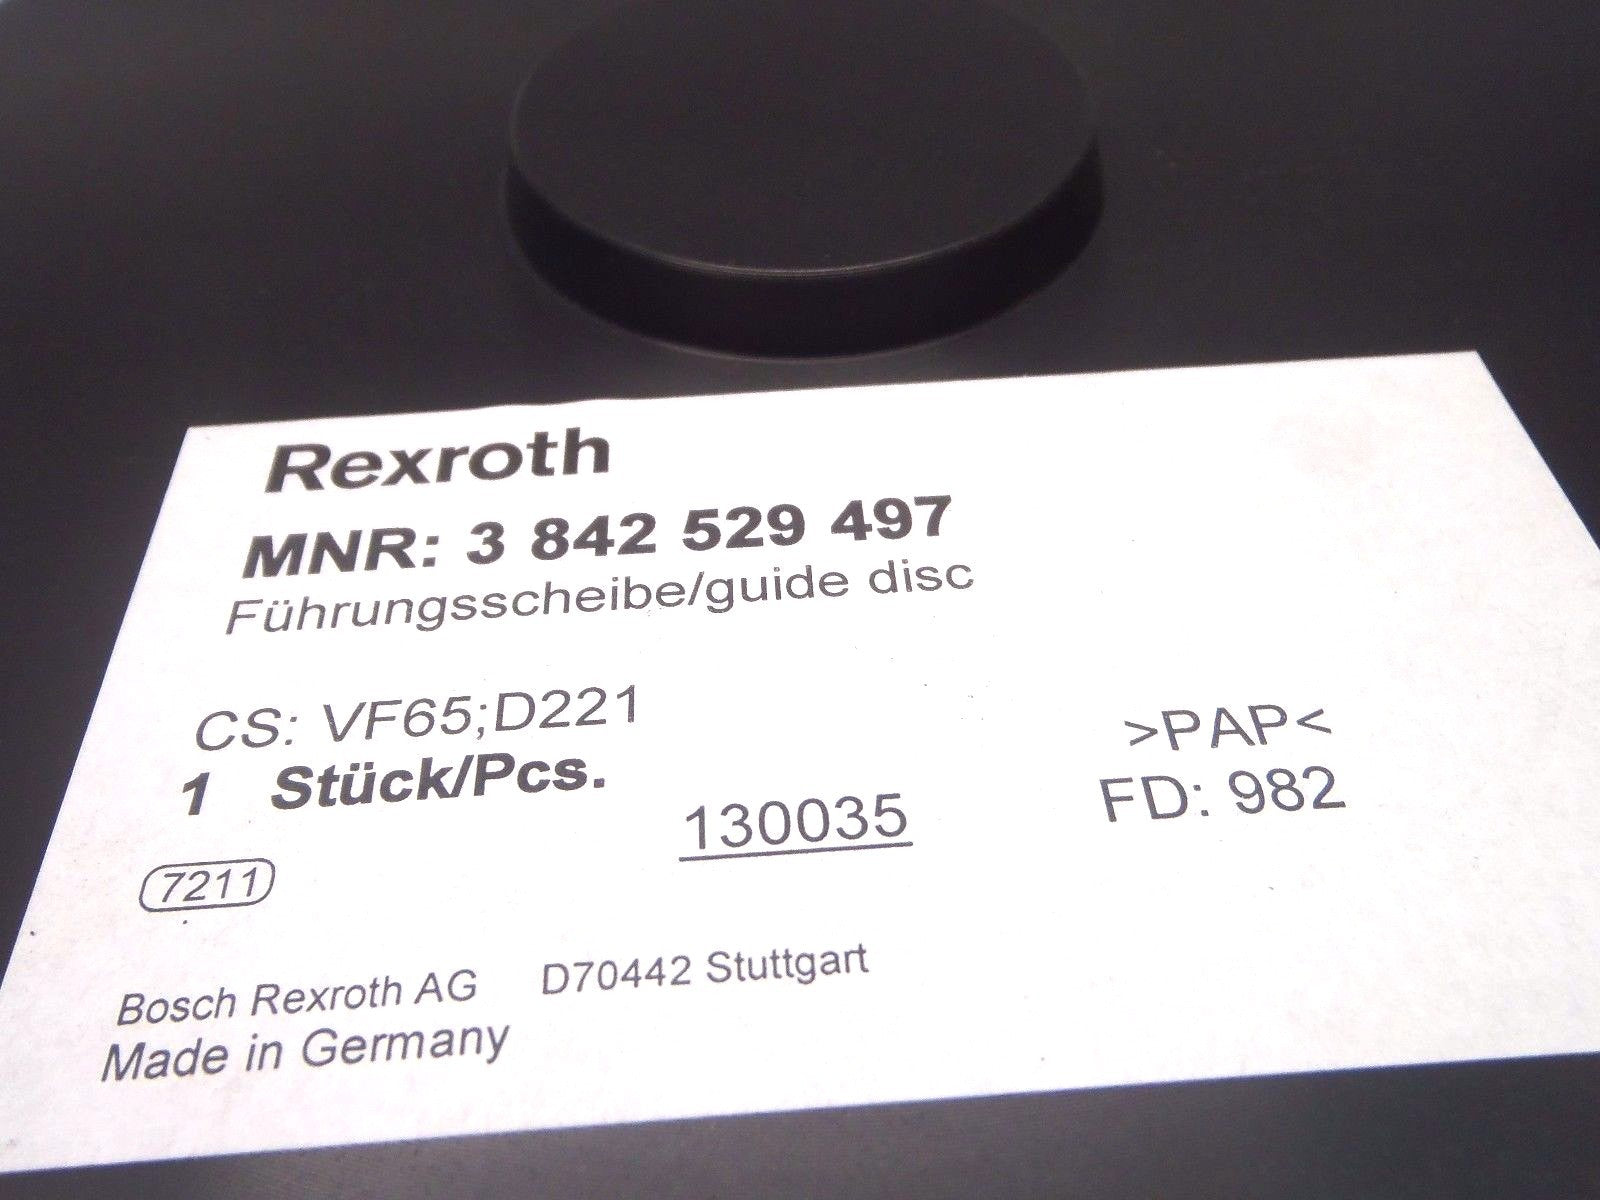 Rexroth
MNR: 3 842 529 497
Führungsscheibe/guide disc
CS: VF65;D221
1 Stück/Pcs.
>PAP<
130035
FD: 982
7211
Bosch Rexroth AG D70442 Stuttgart
Made in Germany